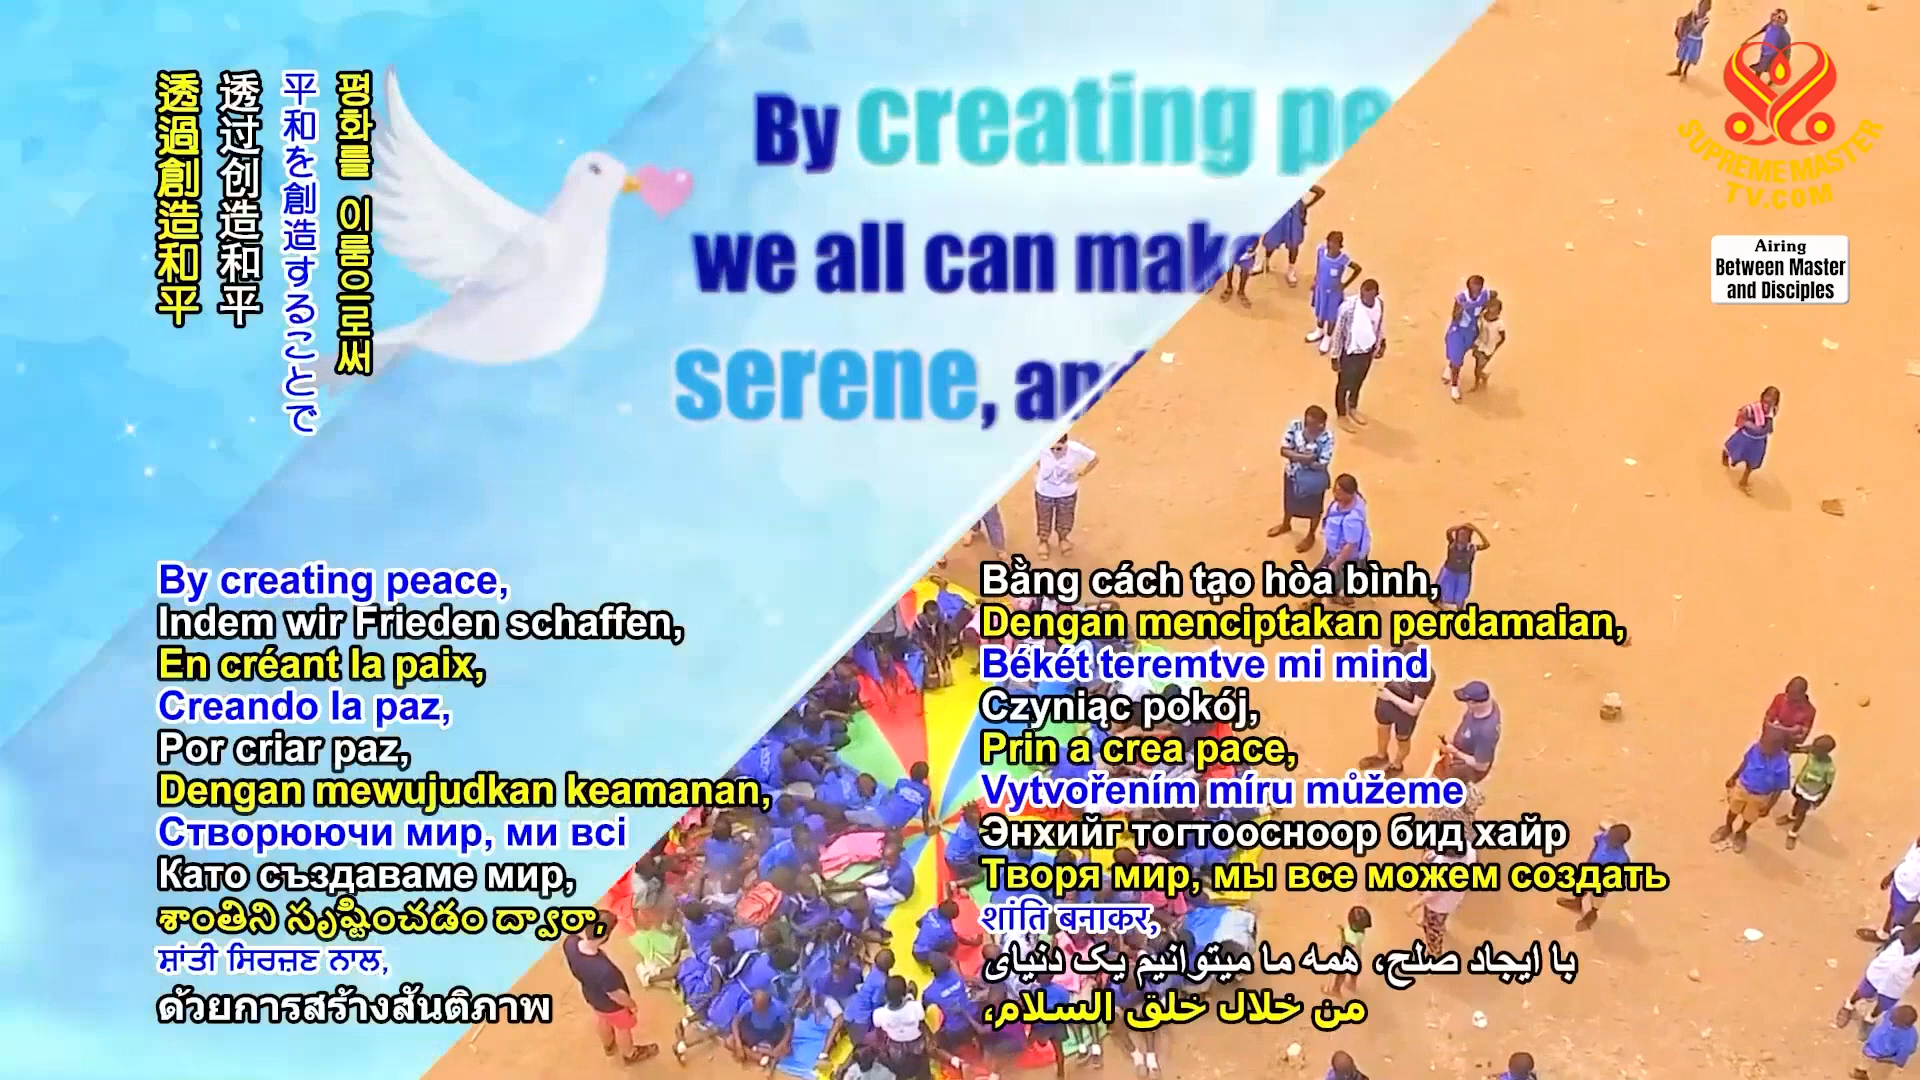 透過創造和平
透过创造和平
平和を創造することで
평화를 이룸으로써
By creating pe
we all can make
serene, and
SUPREME MASTER
TV.COM
Airing
Between Master
and Disciples
By creating peace,
Indem wir Frieden schaffen,
En créant la paix,
Creando la paz,
Por criar paz,
Dengan mewujudkan keamanan,
Створюючи мир, ми всі
Като създаваме мир,
శాంతిని సృష్టించడం ద్వారా,
ਸ਼ਾਂਤੀ ਸਿਰਜਣ ਨਾਲ,
ด้วยการสร้างสันติภาพ
Bằng cách tạo hòa bình,
Dengan menciptakan perdamaian,
Békét teremtve mi mind
Czyniąc pokój,
Prin a crea pace,
Vytvořením míru můžeme
Энхийг тогтоосноор бид хайр
Творя мир, мы все можем создать
शांति बनाकर,
با ایجاد صلح، همه ما میتوانیم یک دنیای
من خلال خلق السلام،